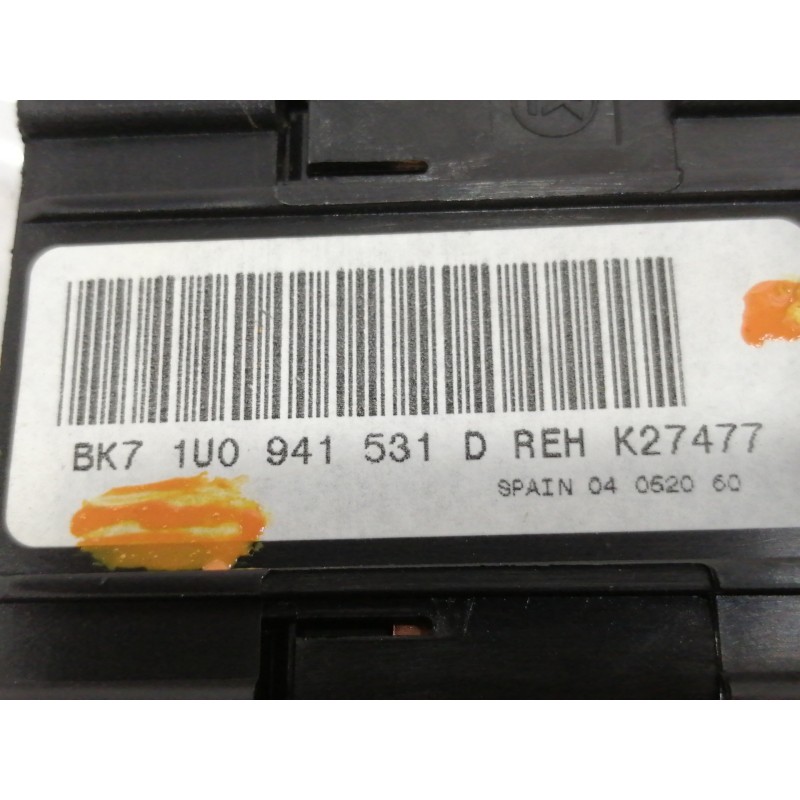 BK7 1U0 941 531 D REH K27477
SPAIN 04 0620 60